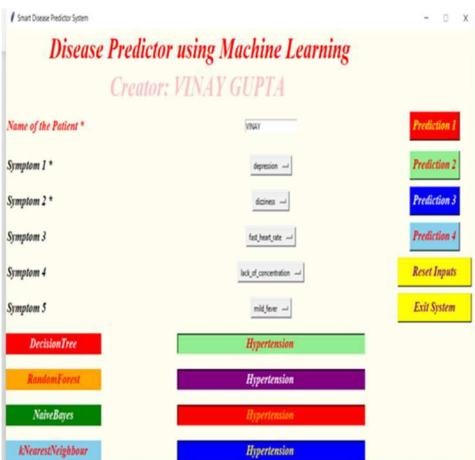 Smart Disease Predictor System
Disease Predictor using Machine Learning
Creator: VINAY GUPTA
Name of the Patient * VINAY Prediction 1
Symptom 1 * depression Prediction 2
Symptom 2 * dizziness Prediction 3
Symptom 3 fast_heart_rate Prediction 4
Symptom 4 lack_of_concentration Reset Inputs
Symptom 5 mild_fever Exit System
DecisionTree Hypertension
RandomForest Hypertension
NaiveBayes Hypertension
kNearestNeighbour Hypertension